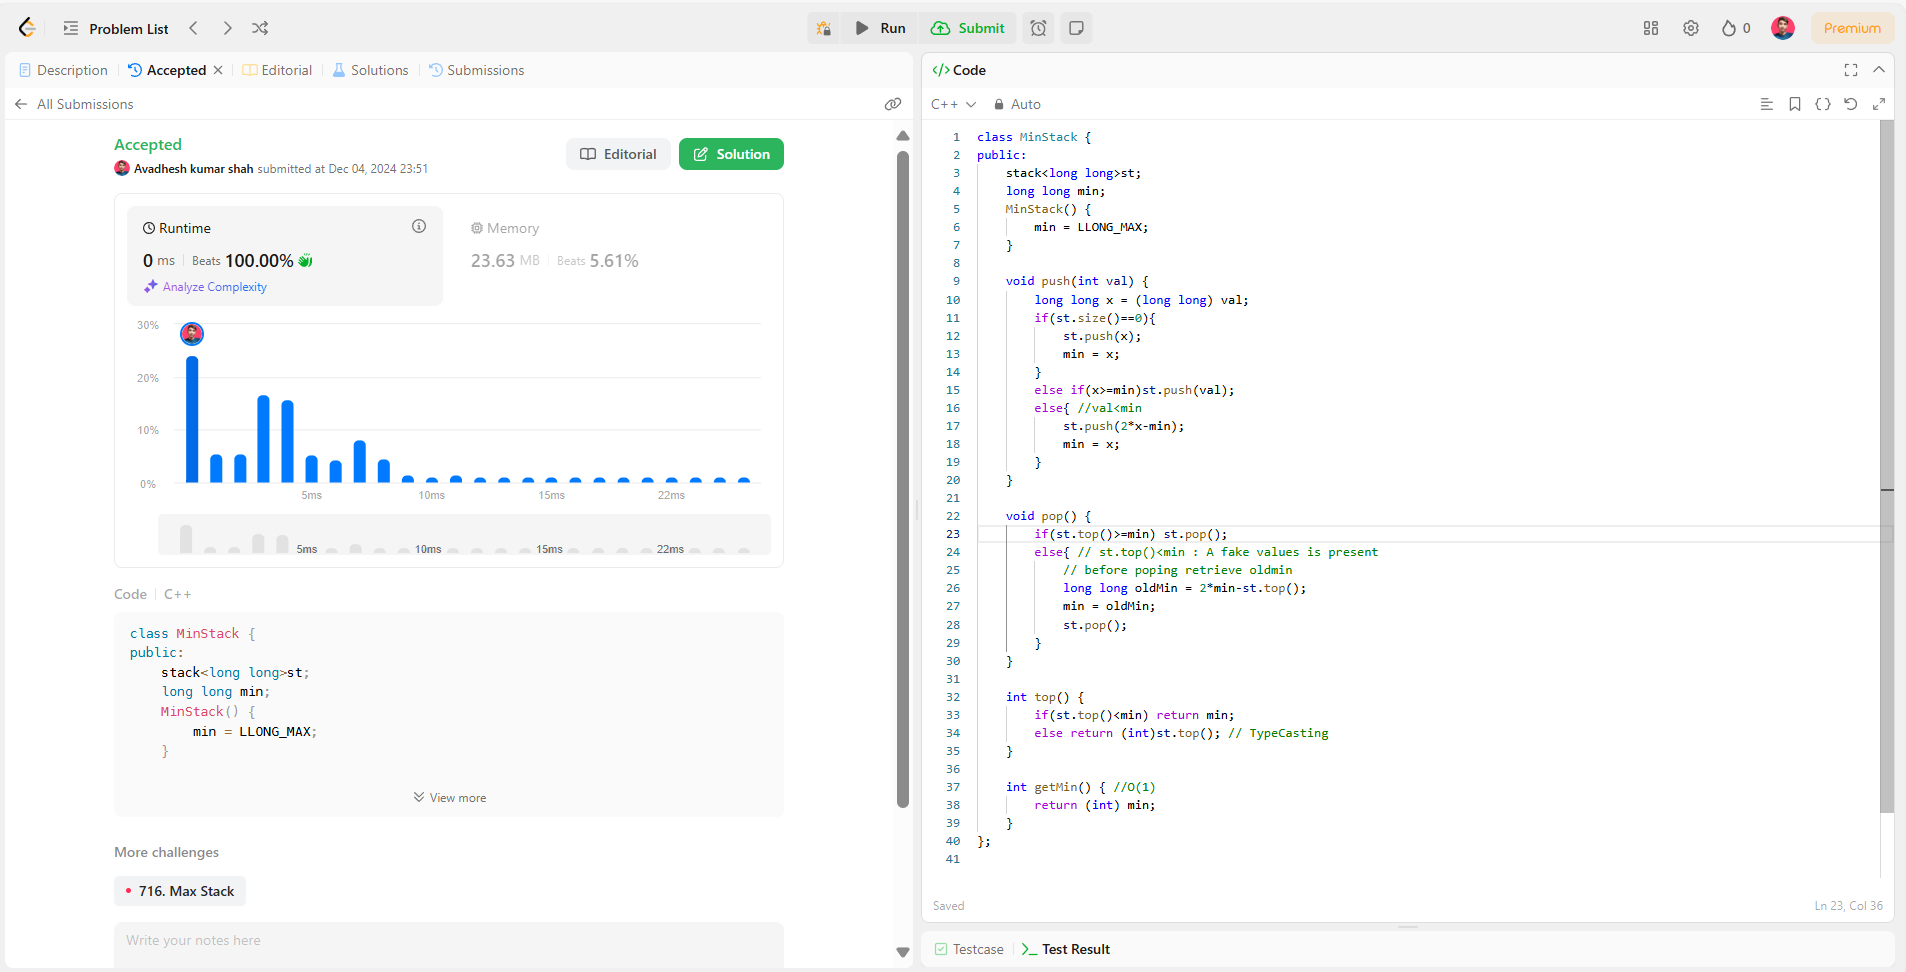 Problem List
Run
Submit
0
Premium
Description
Accepted
Editorial
Solutions
Submissions
All Submissions
Accepted
Avadhesh kumar shah submitted at Dec 04, 2024 23:51
Editorial
Solution
Runtime
0 ms
Beats 100.00%
Analyze Complexity
Memory
23.63 MB
Beats 5.61%
30%
20%
10%
0%
5ms
10ms
15ms
22ms
5ms
10ms
15ms
22ms
Code
C++
class MinStack {
public:
    stack<long long>st;
    long long min;
    MinStack() {
        min = LLONG_MAX;
    }
View more
More challenges
716. Max Stack
Write your notes here
</> Code
C++
Auto
1 class MinStack {
2 public:
3     stack<long long>st;
4     long long min;
5     MinStack() {
6         min = LLONG_MAX;
7     }
8
9     void push(int val) {
10         long long x = (long long) val;
11         if(st.size()==0){
12             st.push(x);
13             min = x;
14         }
15         else if(x>=min)st.push(val);
16         else{ //val<min
17             st.push(2*x-min);
18             min = x;
19         }
20     }
21
22     void pop() {
23         if(st.top()>=min) st.pop();
24         else{ // st.top()<min : A fake values is present
25             // before poping retrieve oldmin
26             long long oldMin = 2*min-st.top();
27             min = oldMin;
28             st.pop();
29         }
30     }
31
32     int top() {
33         if(st.top()<min) return min;
34         else return (int)st.top(); // TypeCasting
35     }
36
37     int getMin() { //O(1)
38         return (int) min;
39     }
40 };
41
Saved
Ln 23, Col 36
Testcase
Test Result